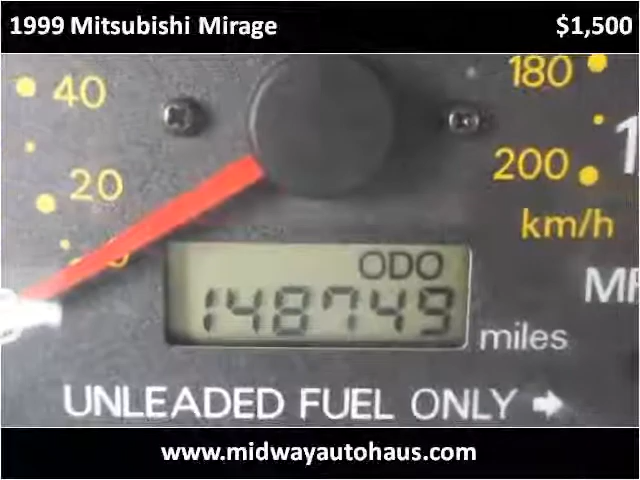 1999 Mitsubishi Mirage $1,500
40 180
20 200
km/h
ODO
148749 miles
UNLEADED FUEL ONLY →
www.midwayautohaus.com